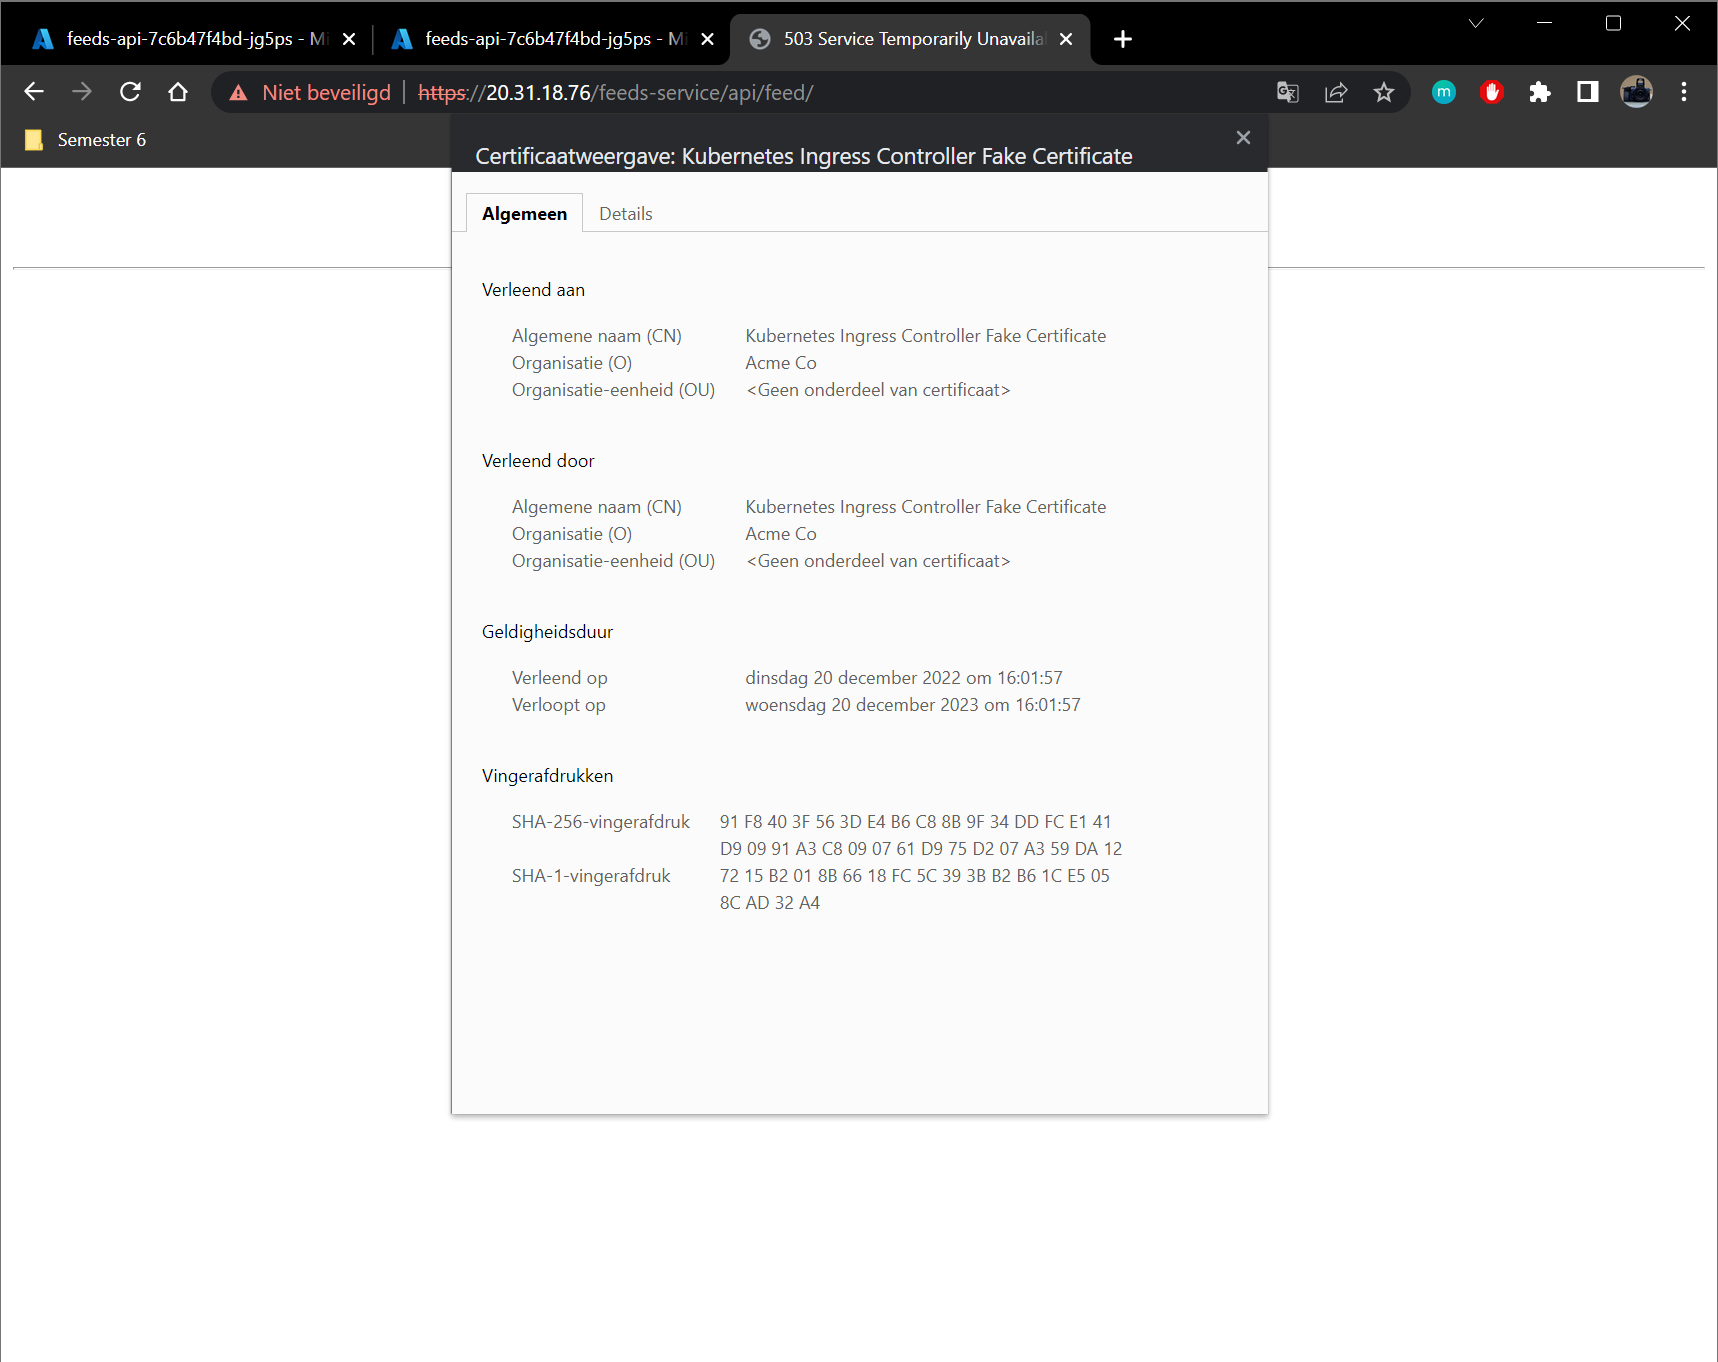 feeds-api-7c6b47f4bd-jg5ps - Mi
feeds-api-7c6b47f4bd-jg5ps - Mi
503 Service Temporarily Unavaila
Niet beveiligd
https://20.31.18.76/feeds-service/api/feed/
m
Semester 6
Certificaatweergave: Kubernetes Ingress Controller Fake Certificate
Algemeen Details
Verleend aan
Algemene naam (CN) Kubernetes Ingress Controller Fake Certificate
Organisatie (O) Acme Co
Organisatie-eenheid (OU) <Geen onderdeel van certificaat>
Verleend door
Algemene naam (CN) Kubernetes Ingress Controller Fake Certificate
Organisatie (O) Acme Co
Organisatie-eenheid (OU) <Geen onderdeel van certificaat>
Geldigheidsduur
Verleend op dinsdag 20 december 2022 om 16:01:57
Verloopt op woensdag 20 december 2023 om 16:01:57
Vingerafdrukken
SHA-256-vingerafdruk 91 F8 40 3F 56 3D E4 B6 C8 8B 9F 34 DD FC E1 41
D9 09 91 A3 C8 09 07 61 D9 75 D2 07 A3 59 DA 12
SHA-1-vingerafdruk 72 15 B2 01 8B 66 18 FC 5C 39 3B B2 B6 1C E5 05
8C AD 32 A4